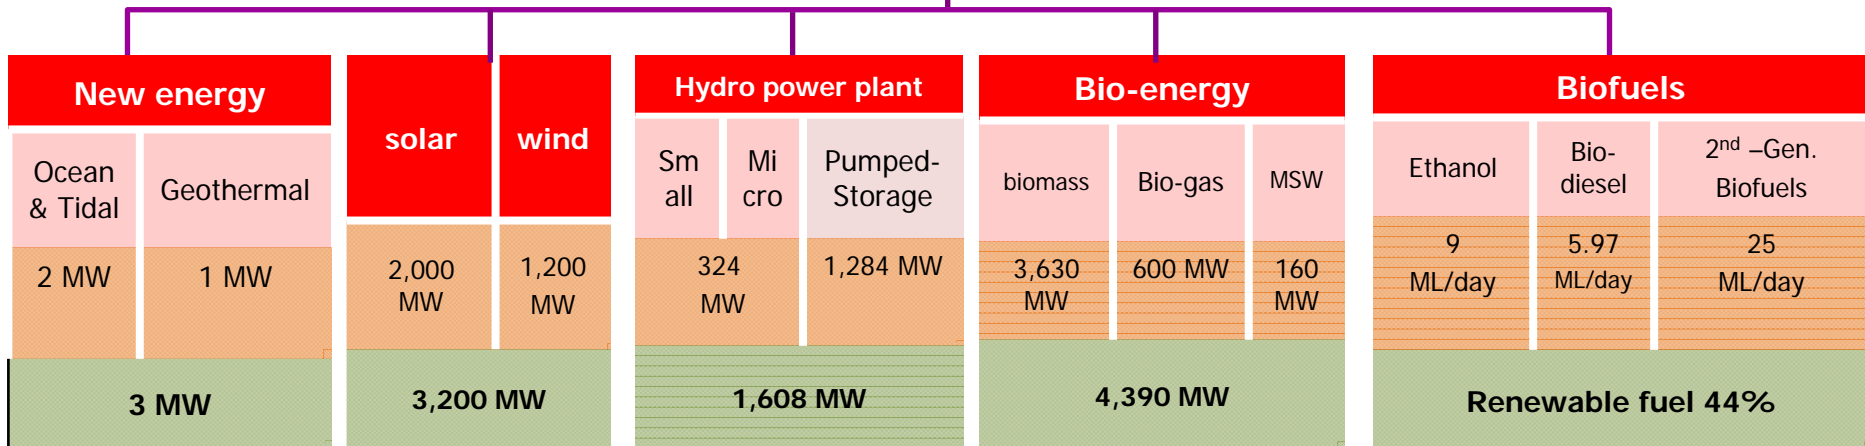 New energy
Ocean
& Tidal
Geothermal
2 MW
1 MW
3 MW
solar
wind
2,000
MW
1,200
MW
3,200 MW
Hydro power plant
Sm
all
Mi
cro
Pumped-
Storage
324
MW
1,284 MW
1,608 MW
Bio-energy
biomass
Bio-gas
MSW
3,630
MW
600 MW
160
MW
4,390 MW
Biofuels
Ethanol
Bio-
diesel
2nd –Gen.
Biofuels
9
ML/day
5.97
ML/day
25
ML/day
Renewable fuel 44%